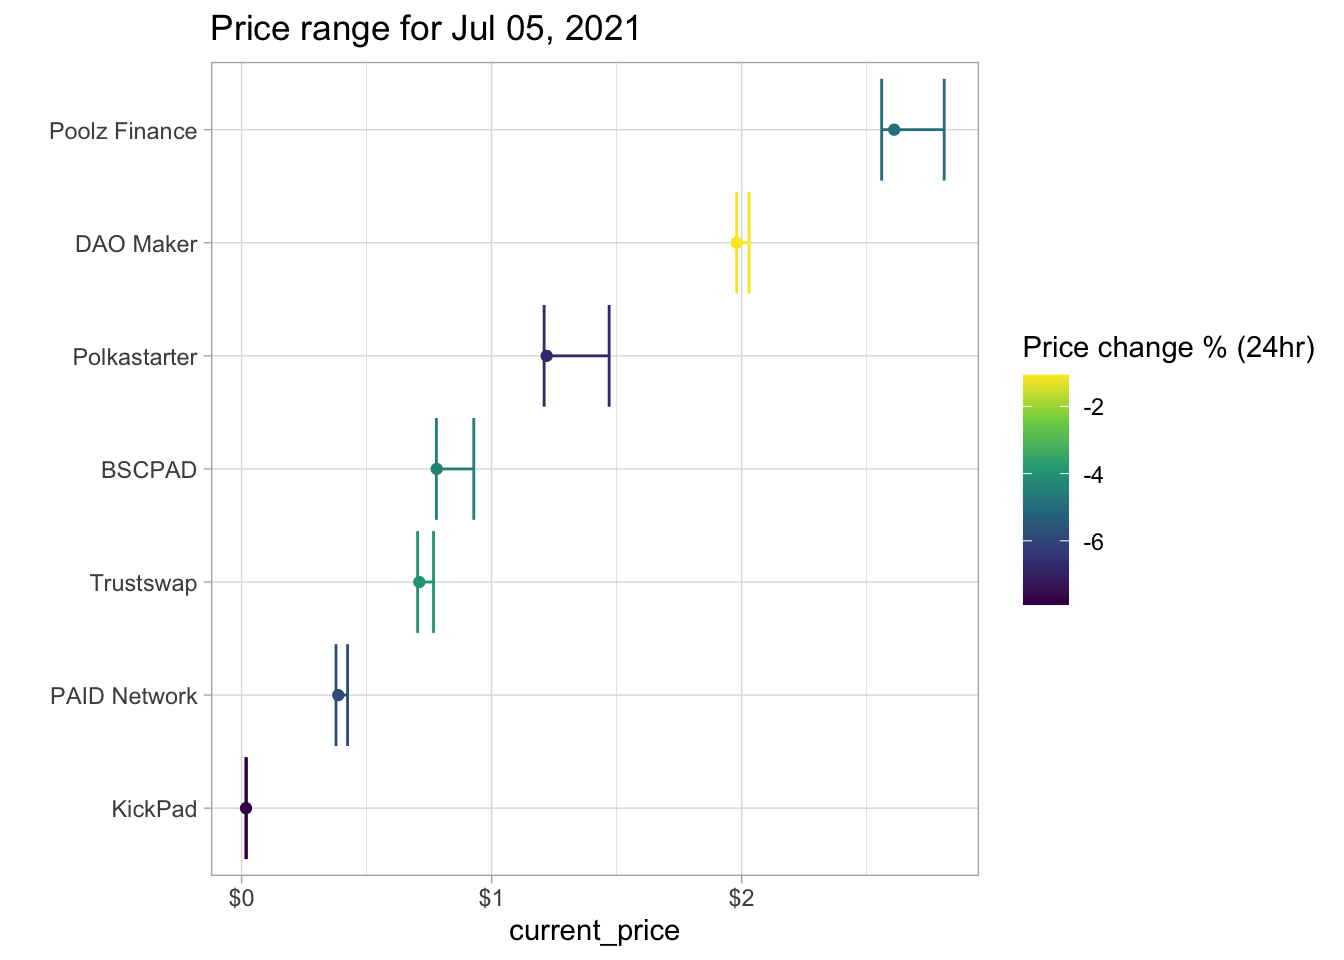 Price range for Jul 05, 2021
Poolz Finance
DAO Maker
Polkastarter
BSCPAD
Trustswap
PAID Network
KickPad
$0
$1
$2
current_price
Price change % (24hr)
-2
-4
-6